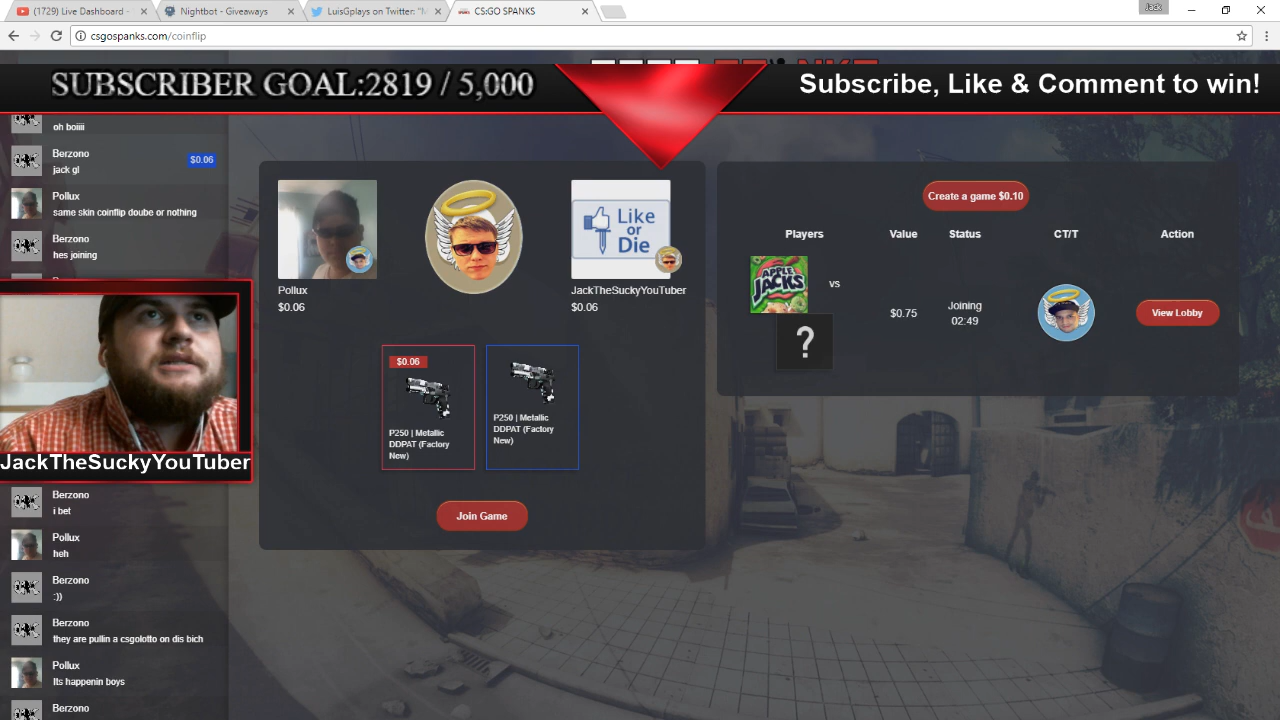 (1729) Live Dashboard -
Nightbot - Giveaways
LuisGplays on Twitter: "M
CS:GO SPANKS
Jack
csgospanks.com/coinflip
SUBSCRIBER GOAL:2819 / 5,000
Subscribe, Like & Comment to win!
oh boiiii
Berzono
$0.06
jack gl
Pollux
same skin coinflip doube or nothing
Berzono
hes joining
JackTheSuckyYouTuber
Berzono
i bet
Pollux
heh
Berzono
:))
Berzono
they are pullin a csgolotto on dis bich
Pollux
Its happenin boys
Berzono
Like
or
Die
Pollux
$0.06
JackTheSuckyYouTuber
$0.06
$0.06
P250 | Metallic
DDPAT (Factory
New)
P250 | Metallic
DDPAT (Factory
New)
Join Game
Create a game $0.10
Players
Value
Status
CT/T
Action
APPLE
JACKS
vs
?
$0.75
Joining
02:49
View Lobby